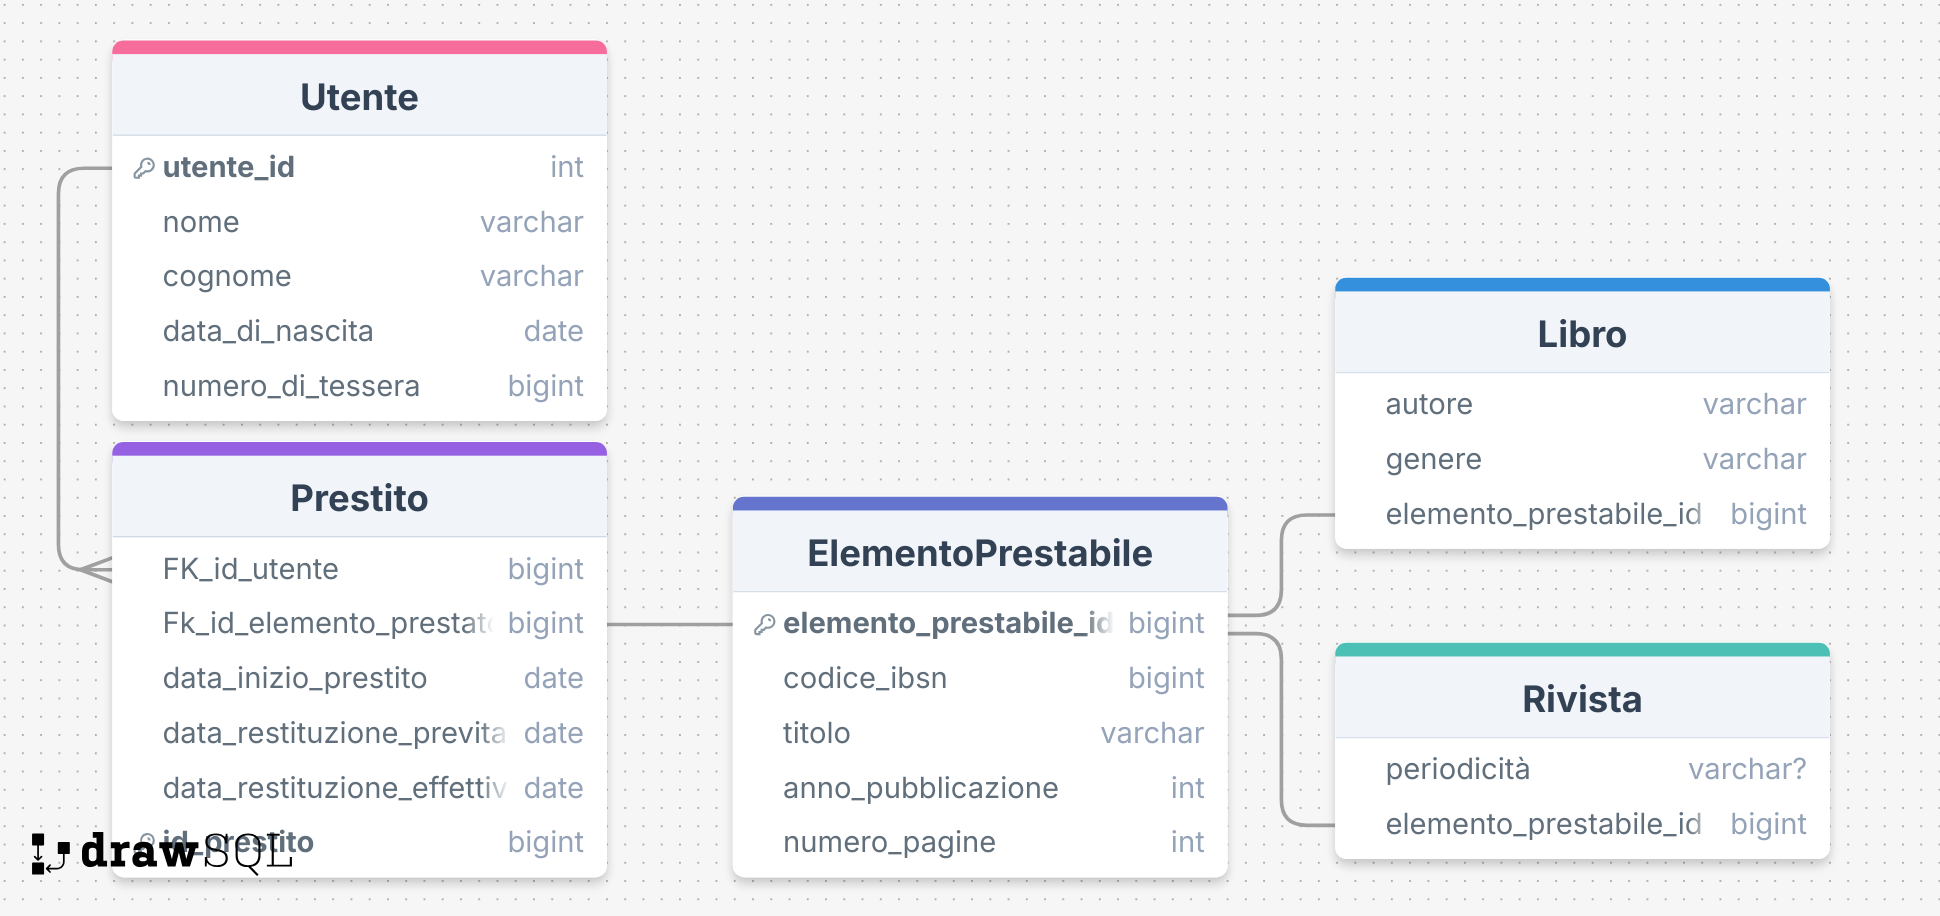 Utente
utente_id int
nome varchar
cognome varchar
data_di_nascita date
numero_di_tessera bigint
Prestito
FK_id_utente bigint
Fk_id_elemento_prestato bigint
data_inizio_prestito date
data_restituzione_previta date
data_restituzione_effettiv date
id_prestito bigint
drawSQL
ElementoPrestabile
elemento_prestabile_id bigint
codice_ibsn bigint
titolo varchar
anno_pubblicazione int
numero_pagine int
Libro
autore varchar
genere varchar
elemento_prestabile_id bigint
Rivista
periodicità varchar?
elemento_prestabile_id bigint